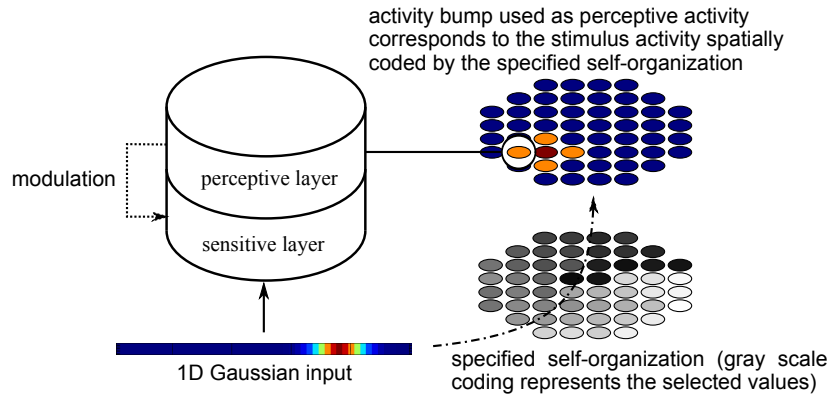 activity bump used as perceptive activity
corresponds to the stimulus activity spatially
coded by the specified self-organization
modulation
perceptive layer
sensitive layer
1D Gaussian input
specified self-organization (gray scale
coding represents the selected values)